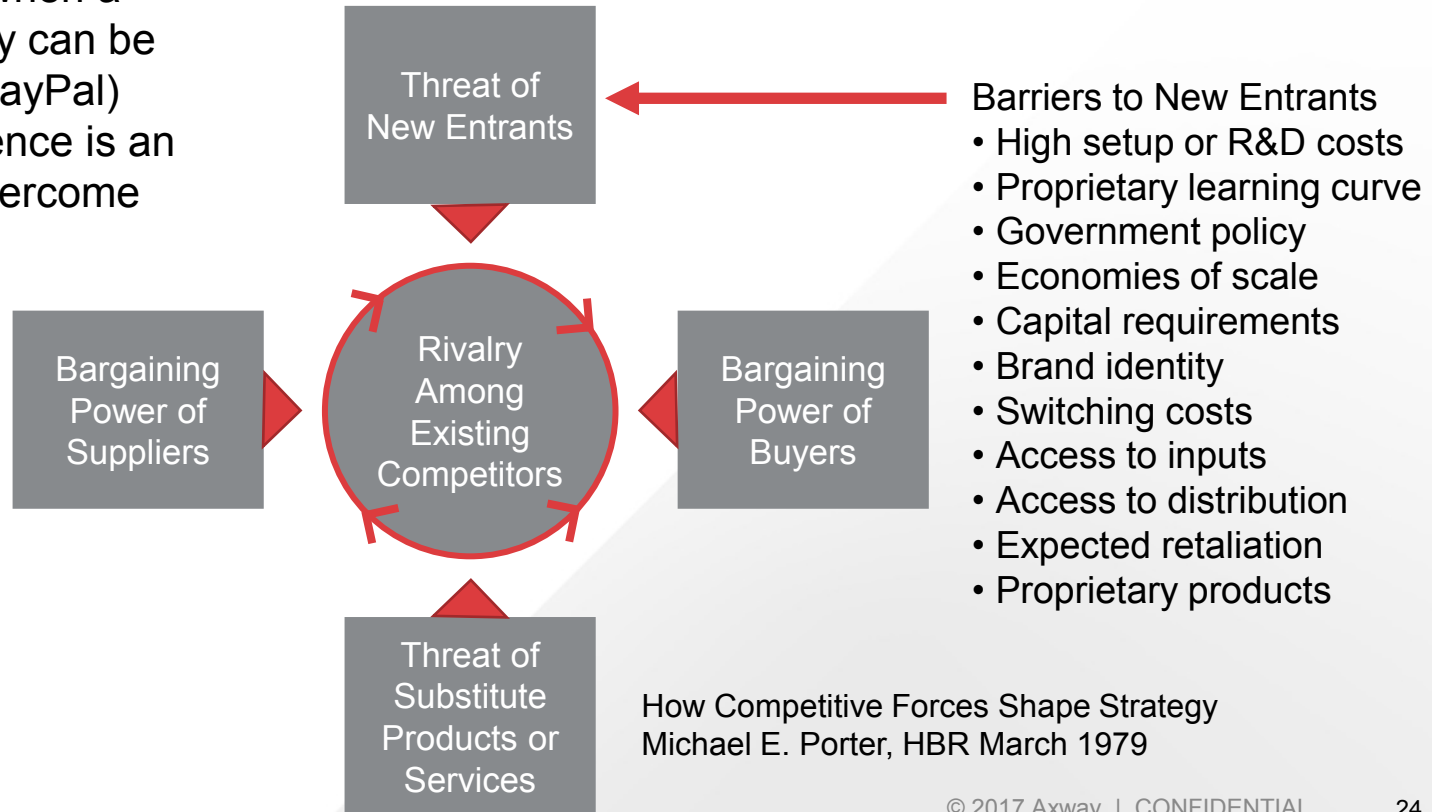 when a
y can be
ayPal)
ence is an
ercome
Threat of
New Entrants
Barriers to New Entrants
• High setup or R&D costs
• Proprietary learning curve
• Government policy
• Economies of scale
• Capital requirements
• Brand identity
• Switching costs
• Access to inputs
• Access to distribution
• Expected retaliation
• Proprietary products
Bargaining
Power of
Suppliers
Rivalry
Among
Existing
Competitors
Bargaining
Power of
Buyers
Threat of
Substitute
Products or
Services
How Competitive Forces Shape Strategy
Michael E. Porter, HBR March 1979
© 2017 Axway | CONFIDENTIAL 24